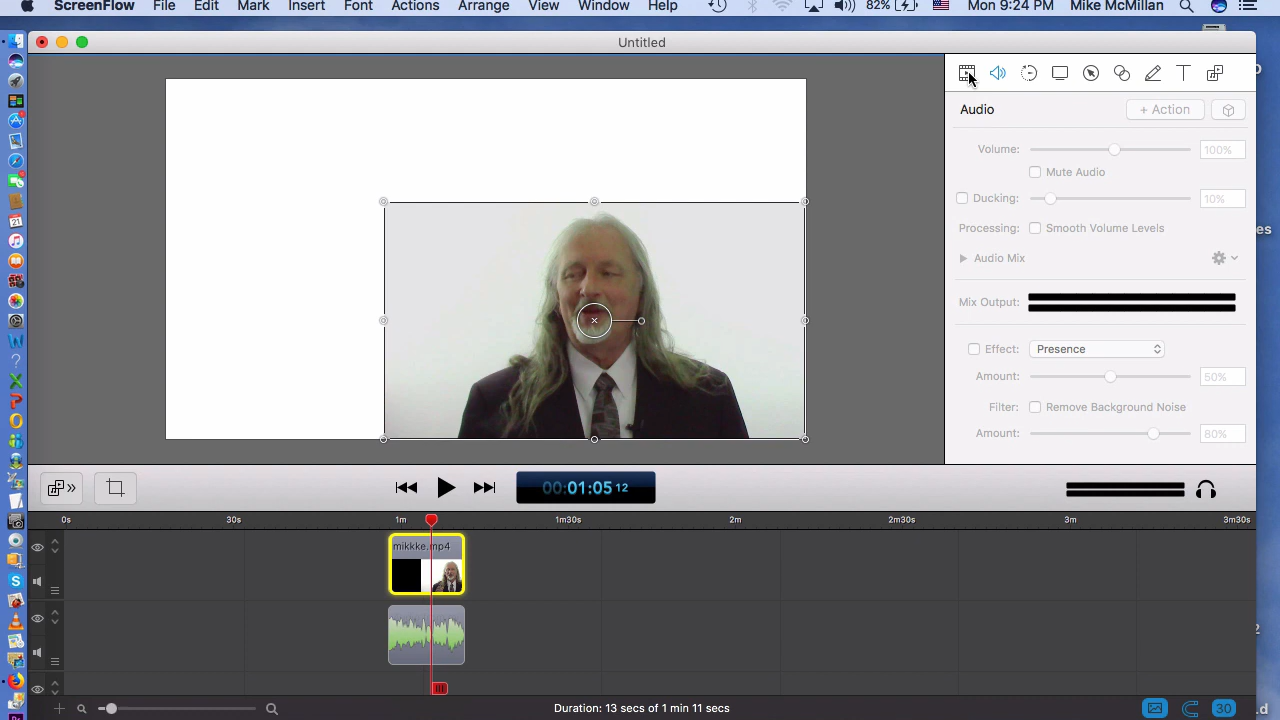 ScreenFlow File Edit Mark Insert Font Actions Arrange View Window Help 82% Mon 9:24 PM Mike McMillan
Untitled
Audio + Action
Volume: 100%
Mute Audio
Ducking: 10%
es
Processing: Smooth Volume Levels
Audio Mix
Mix Output:
Effect: Presence
Amount: 50%
Filter: Remove Background Noise
Amount: 80%
00:01:05 12
0s 30s 1m 1m30s 2m 2m30s 3m 3m30s
mikkke.mp4
Duration: 13 secs of 1 min 11 secs
30